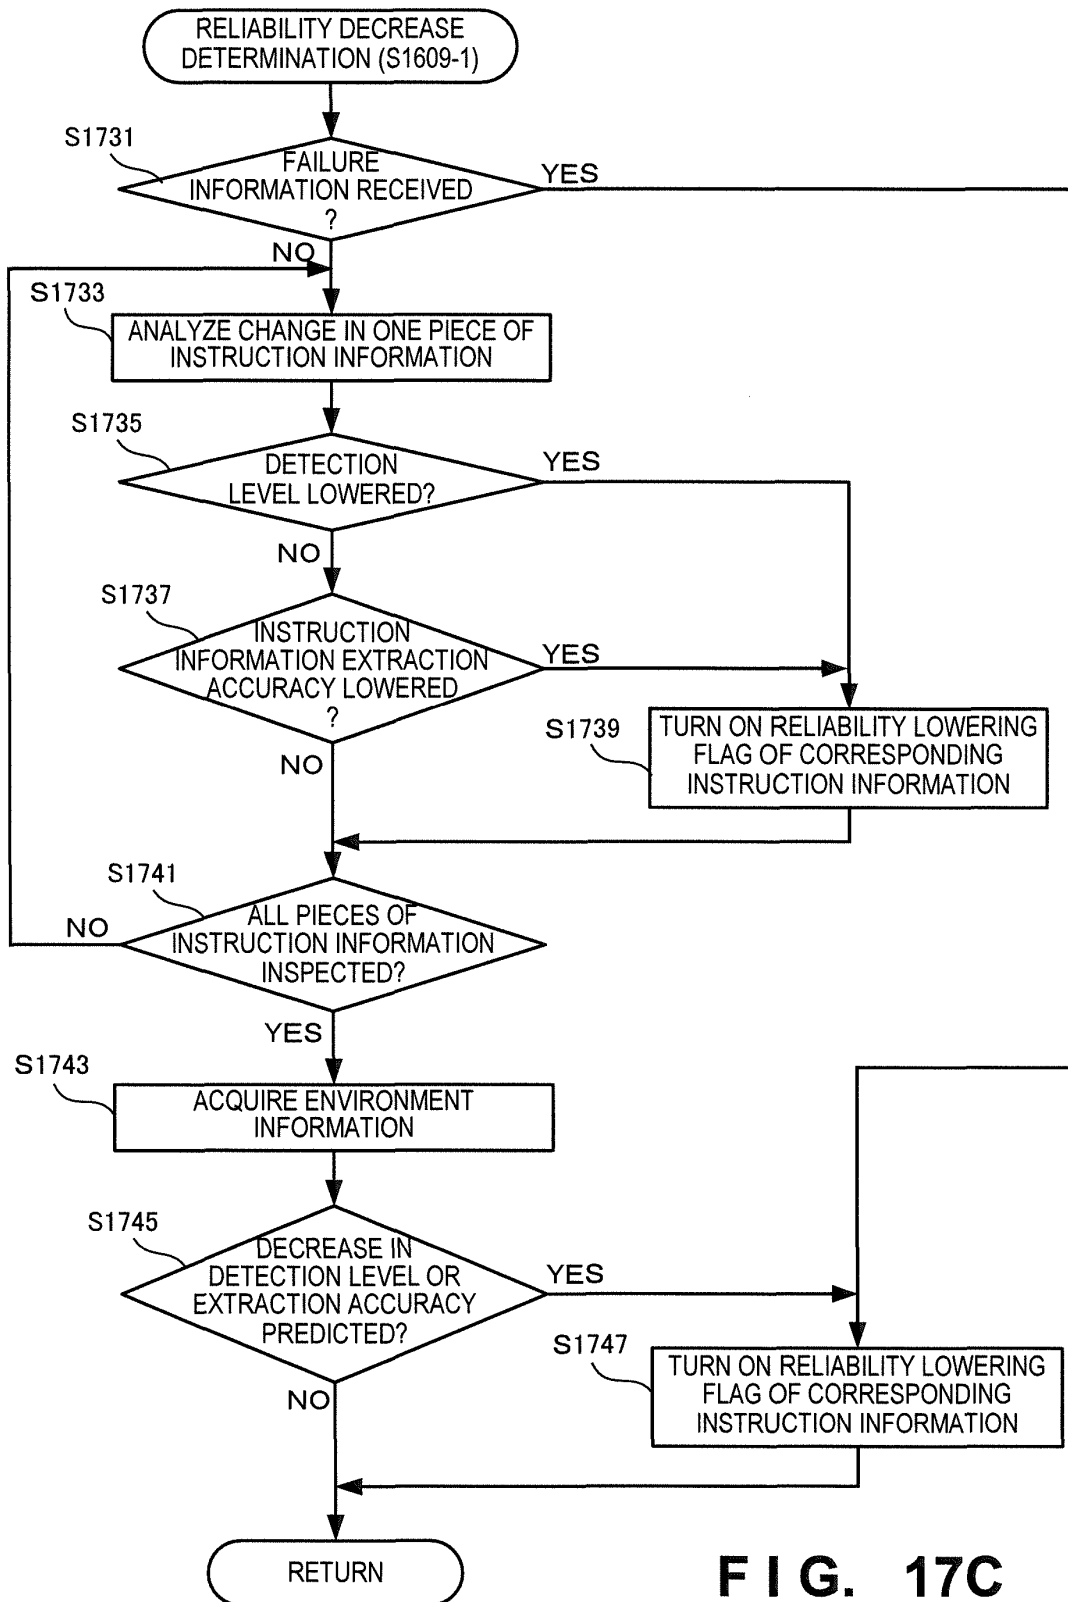 RELIABILITY DECREASE
DETERMINATION (S1609-1)
S1731
FAILURE
INFORMATION RECEIVED
?
YES
NO
S1733
ANALYZE CHANGE IN ONE PIECE OF
INSTRUCTION INFORMATION
S1735
DETECTION
LEVEL LOWERED?
YES
NO
S1737
INSTRUCTION
INFORMATION EXTRACTION
ACCURACY LOWERED
?
YES
NO
S1739
TURN ON RELIABILITY LOWERING
FLAG OF CORRESPONDING
INSTRUCTION INFORMATION
S1741
ALL PIECES OF
INSTRUCTION INFORMATION
INSPECTED?
NO
YES
S1743
ACQUIRE ENVIRONMENT
INFORMATION
S1745
DECREASE IN
DETECTION LEVEL OR
EXTRACTION ACCURACY
PREDICTED?
YES
NO
S1747
TURN ON RELIABILITY LOWERING
FLAG OF CORRESPONDING
INSTRUCTION INFORMATION
RETURN
FIG. 17C